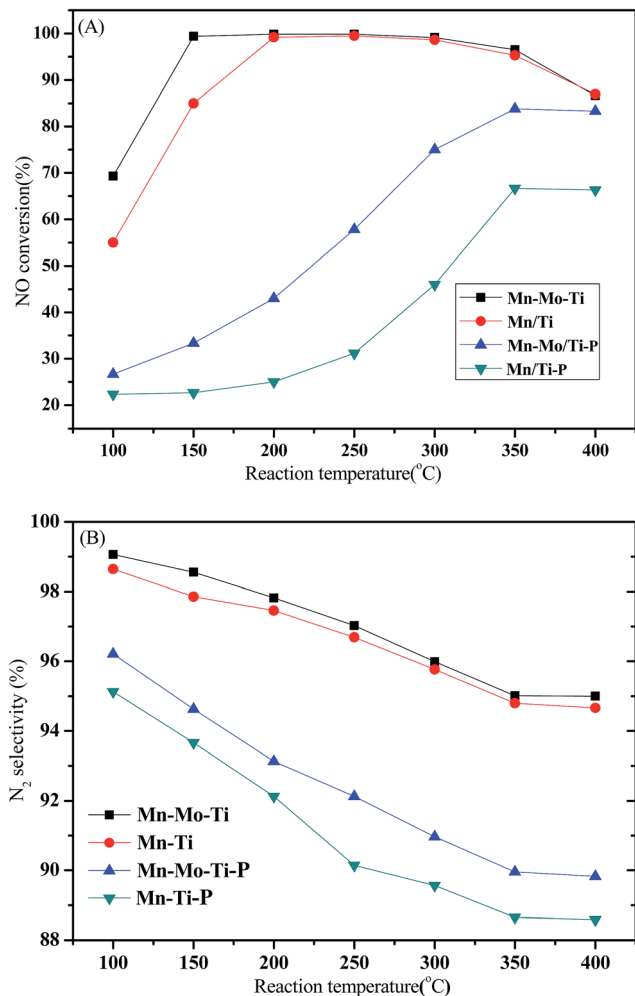 (A)
NO conversion(%)
100
90
80
70
60
50
40
30
20
Mn-Mo-Ti
Mn/Ti
Mn-Mo/Ti-P
Mn/Ti-P
100 150 200 250 300 350 400
Reaction temperature(°C)
(B)
N₂ selectivity (%)
100
98
96
94
92
90
88
Mn-Mo-Ti
Mn-Ti
Mn-Mo-Ti-P
Mn-Ti-P
100 150 200 250 300 350 400
Reaction temperature(°C)